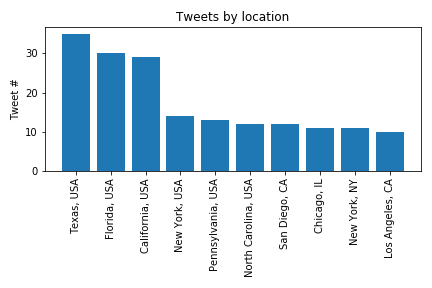 Tweets by location
Tweet #
30
20
10
0
Texas, USA
Florida, USA
California, USA
New York, USA
Pennsylvania, USA
North Carolina, USA
San Diego, CA
Chicago, IL
New York, NY
Los Angeles, CA